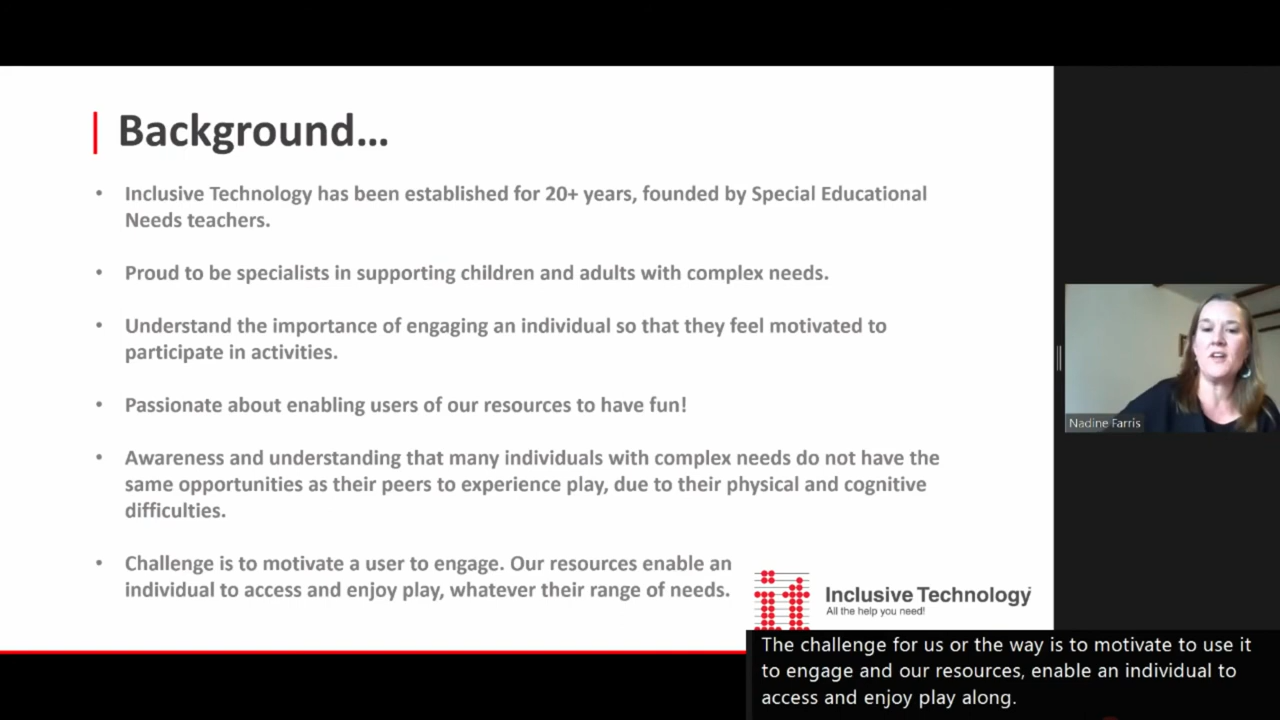 Background...
• Inclusive Technology has been established for 20+ years, founded by Special Educational
Needs teachers.
• Proud to be specialists in supporting children and adults with complex needs.
• Understand the importance of engaging an individual so that they feel motivated to
participate in activities.
• Passionate about enabling users of our resources to have fun!
• Awareness and understanding that many individuals with complex needs do not have the
same opportunities as their peers to experience play, due to their physical and cognitive
difficulties.
• Challenge is to motivate a user to engage. Our resources enable an
individual to access and enjoy play, whatever their range of needs.
it
Inclusive Technology
All the help you need!
Nadine Farris
The challenge for us or the way is to motivate to use it
to engage and our resources, enable an individual to
access and enjoy play along.